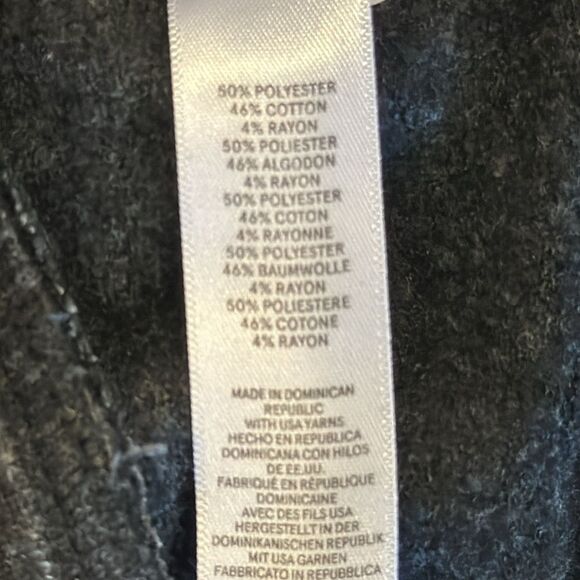 50% POLYESTER
46% COTTON
4% RAYON
50% POLIESTER
46% ALGODON
4% RAYON
50% POLYESTER
46% COTON
4% RAYONNE
50% POLYESTER
46% BAUMWOLLE
4% RAYON
50% POLIESTERE
46% COTONE
4% RAYON
MADE IN DOMINICAN
REPUBLIC
WITH USA YARNS
HECHO EN REPUBLICA
DOMINICANA CON HILOS
DE EE.UU.
FABRIQUÉ EN RÉPUBLIQUE
DOMINICAINE
AVEC DES FILS USA
HERGESTELLT IN DER
DOMINIKANISCHEN REPUBLIK
MIT USA GARNEN
FABBRICATO IN REPUBBLICA